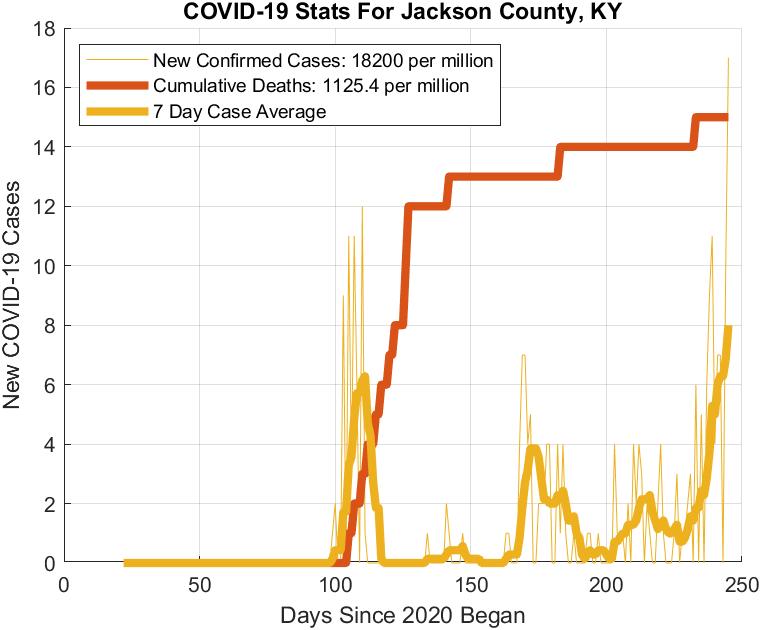 COVID-19 Stats For Jackson County, KY
New Confirmed Cases: 18200 per million
Cumulative Deaths: 1125.4 per million
7 Day Case Average
New COVID-19 Cases
18
16
14
12
10
8
6
4
2
0
0 50 100 150 200 250
Days Since 2020 Began